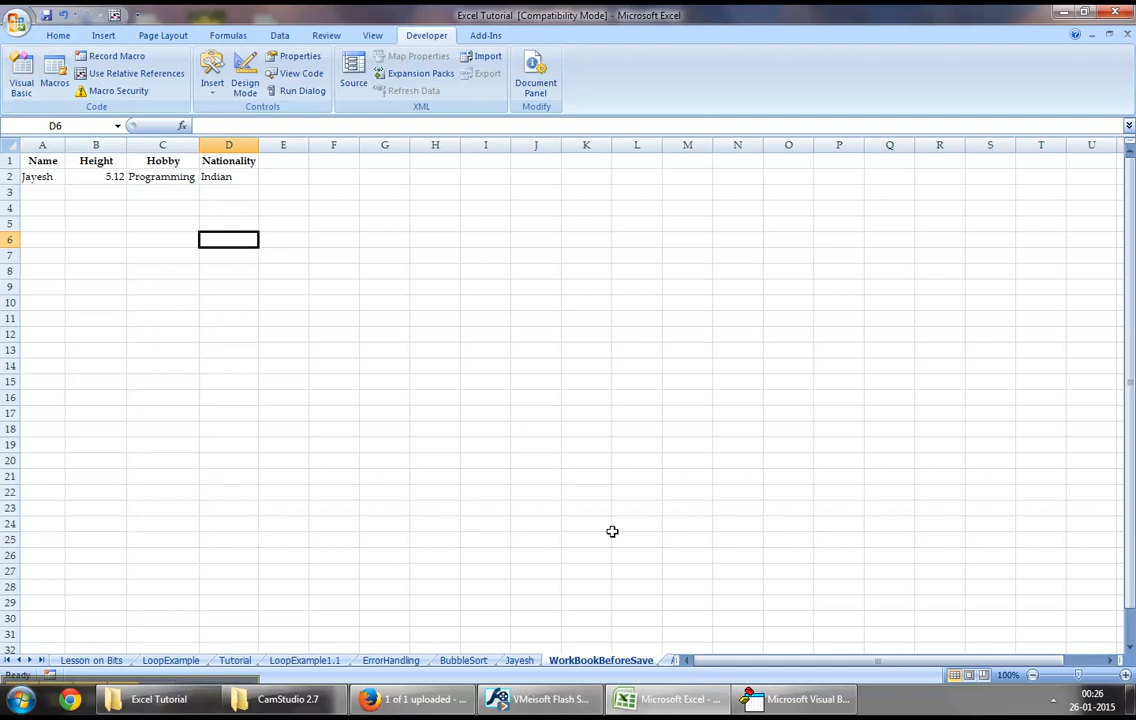 Excel Tutorial  [Compatibility Mode] - Microsoft Excel
Home Insert Page Layout Formulas Data Review View Developer Add-Ins
Visual Basic
Macros
Record Macro
Use Relative References
Macro Security
Code
Insert
Design Mode
Properties
View Code
Run Dialog
Controls
Source
Map Properties
Expansion Packs
Refresh Data
Import
Export
XML
Document Panel
Modify
D6 fx
A B C D E F G H I J K L M N O P Q R S T U
1 Name Height Hobby Nationality
2 Jayesh 5.12 Programming Indian
3
4
5
6
7
8
9
10
11
12
13
14
15
16
17
18
19
20
21
22
23
24
25
26
27
28
29
30
31
32
Lesson on Bits LoopExample Tutorial LoopExample1.1 ErrorHandling BubbleSort Jayesh WorkBookBeforeSave
Ready 100%
Excel Tutorial CamStudio 2.7 1 of 1 uploaded - ... VMeisoft Flash S... Microsoft Excel - ... Microsoft Visual B...
00:26
26-01-2015